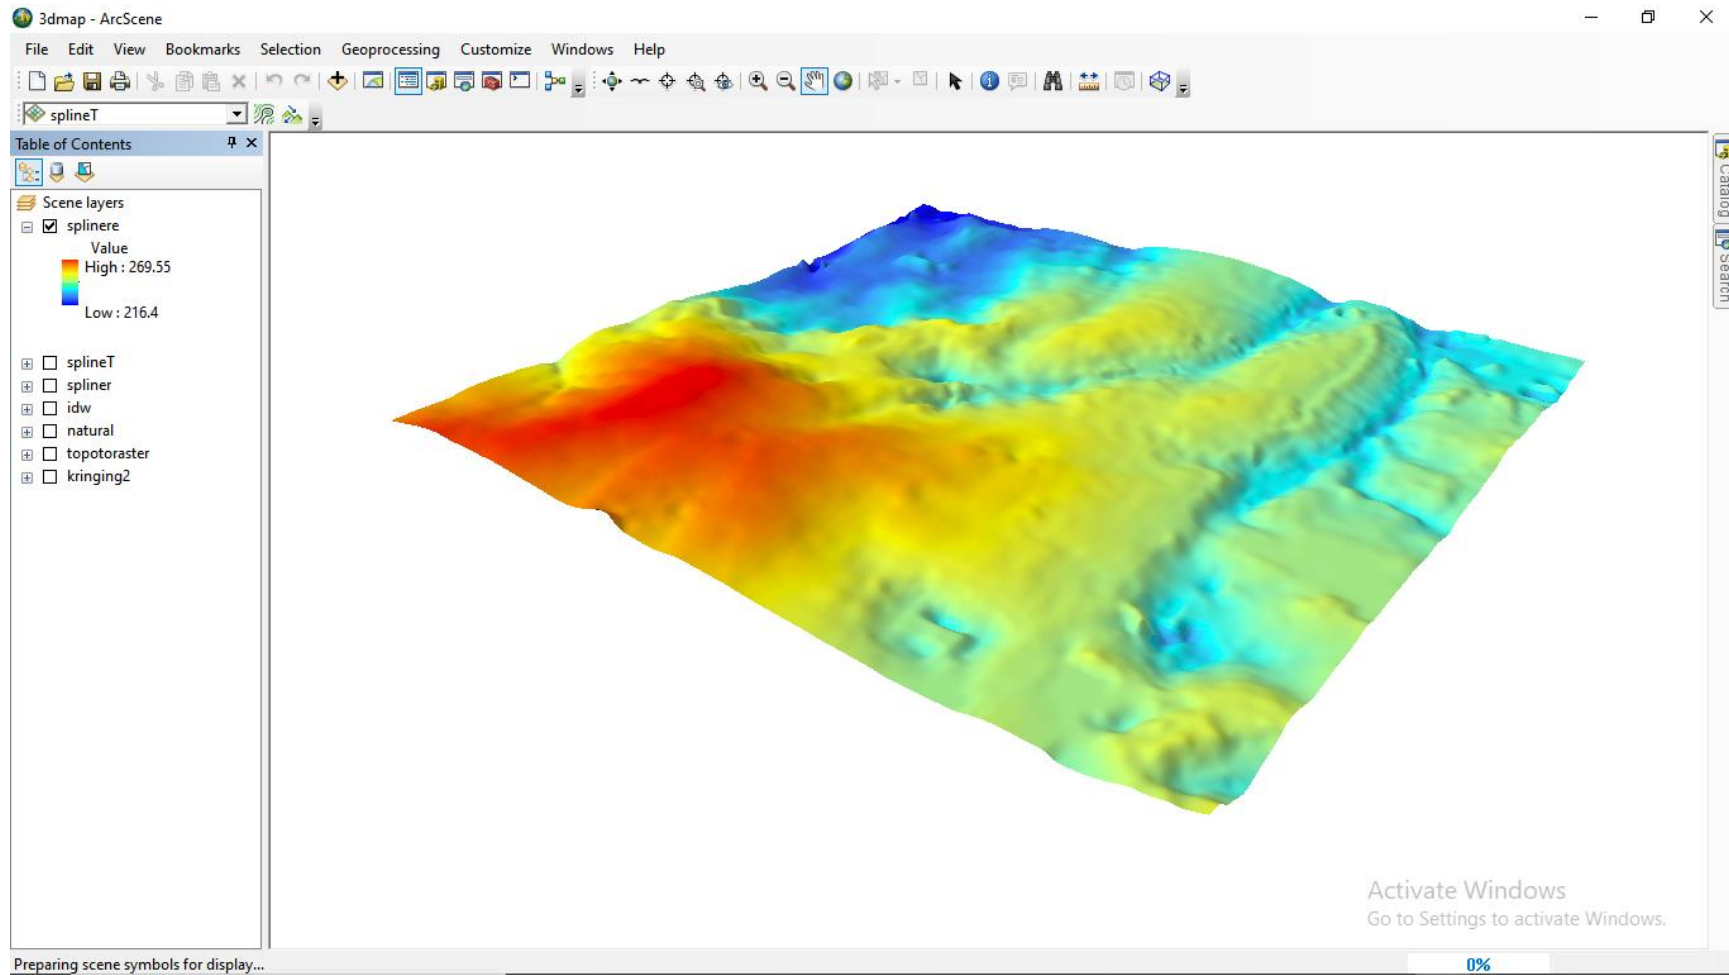 3dmap - ArcScene
File Edit View Bookmarks Selection Geoprocessing Customize Windows Help
splineT
Table of Contents
Scene layers
splinere
Value
High : 269.55
Low : 216.4
splineT
spliner
idw
natural
topotoraster
kringing2
Catalog
Search
Activate Windows
Go to Settings to activate Windows.
Preparing scene symbols for display...
0%